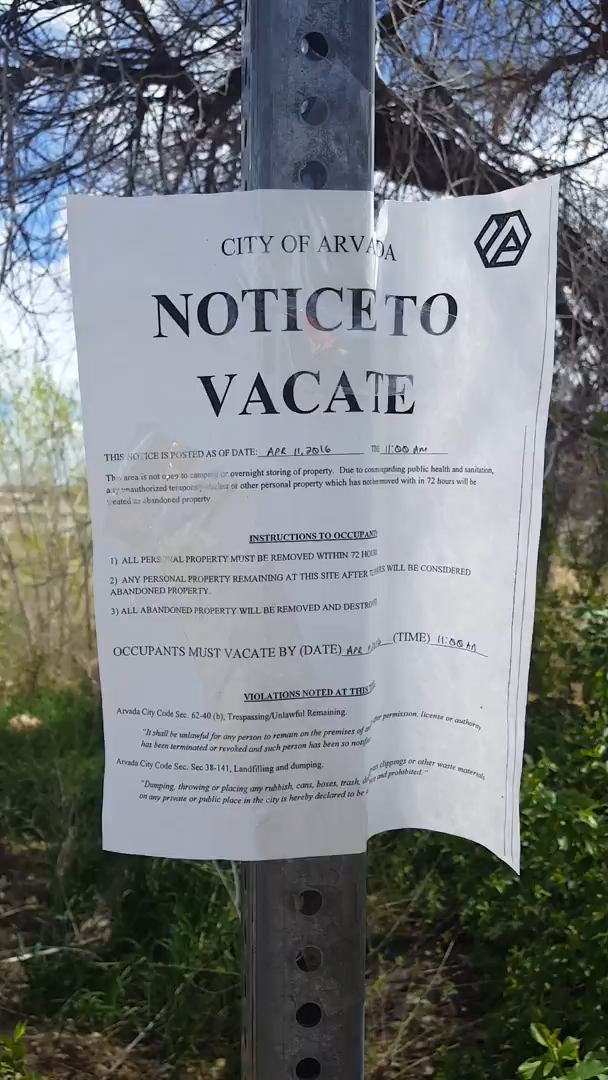 CITY OF ARVADA
NOTICE TO
VACATE
THIS NOTICE IS POSTED AS OF DATE: APR 11, 2016 TIME 11:00 AM
This area is not open to camping or overnight storing of property. Due to concerns regarding public health and sanitation,
any unauthorized temporary shelter or other personal property which has not been removed with in 72 hours will be
treated as abandoned property
INSTRUCTIONS TO OCCUPANT
1) ALL PERSONAL PROPERTY MUST BE REMOVED WITHIN 72 HOURS
2) ANY PERSONAL PROPERTY REMAINING AT THIS SITE AFTER WILL BE CONSIDERED
ABANDONED PROPERTY.
3) ALL ABANDONED PROPERTY WILL BE REMOVED AND DESTROY
OCCUPANTS MUST VACATE BY (DATE) APR (TIME) 11:00 AM
VIOLATIONS NOTED AT THIS
Arvada City Code Sec. 62-40 (b), Trespassing/Unlawful Remaining.
"It shall be unlawful for any person to remain on the premises of after permission, license or authority
has been terminated or revoked and such person has been so notif
Arvada City Code Sec. Sec 38-141, Landfilling and dumping.
"Dumping, throwing or placing any rubbish, cans, boxes, trash, clippings or other waste materials
on any private or public place in the city is hereby declared to be and prohibited."